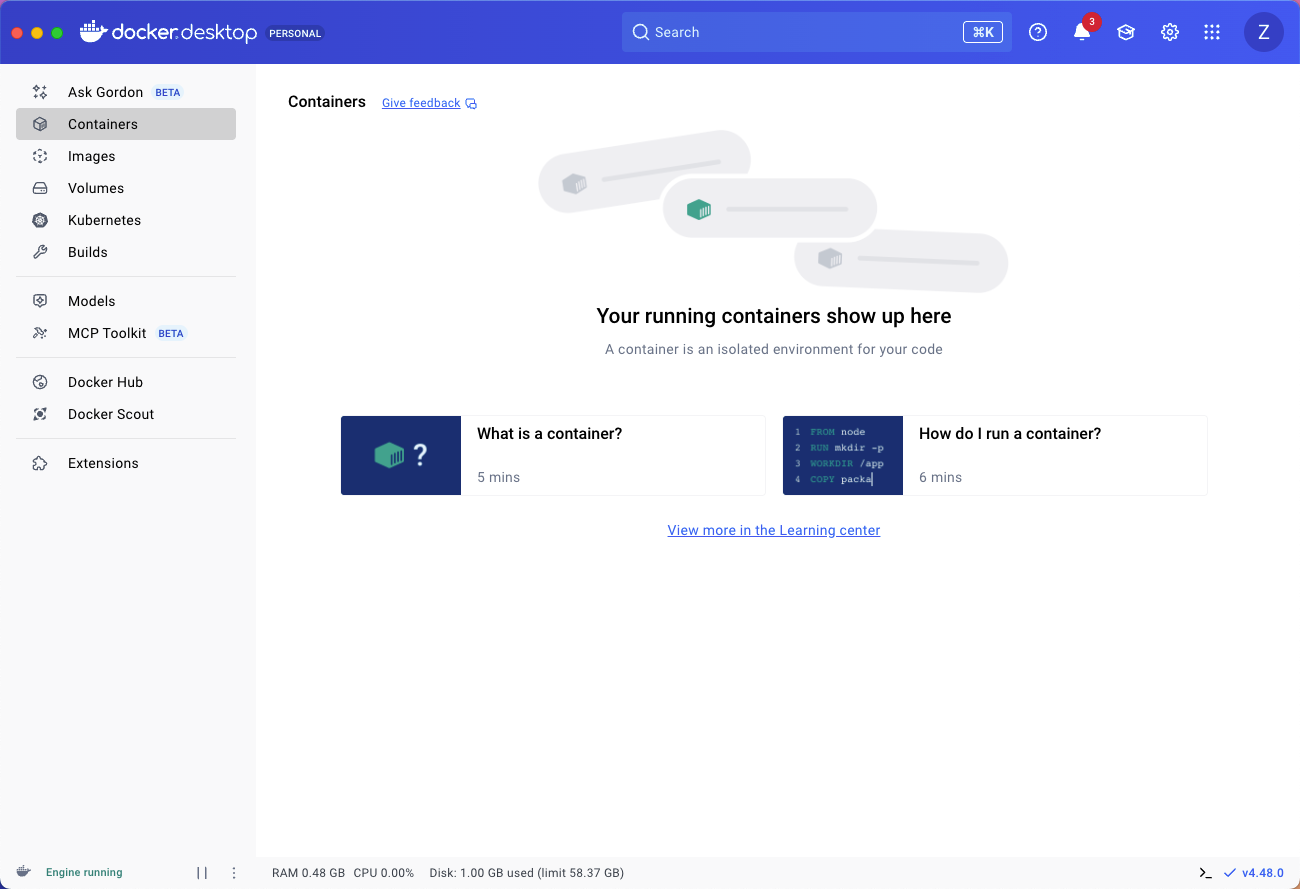 docker.desktop PERSONAL
Search
⌘K
3
Z
Ask Gordon BETA
Containers
Images
Volumes
Kubernetes
Builds
Models
MCP Toolkit BETA
Docker Hub
Docker Scout
Extensions
Containers Give feedback
Your running containers show up here
A container is an isolated environment for your code
?
What is a container?
5 mins
1 FROM node
2 RUN mkdir -p
3 WORKDIR /app
4 COPY packa
How do I run a container?
6 mins
View more in the Learning center
Engine running
RAM 0.48 GB CPU 0.00% Disk: 1.00 GB used (limit 58.37 GB)
v4.48.0